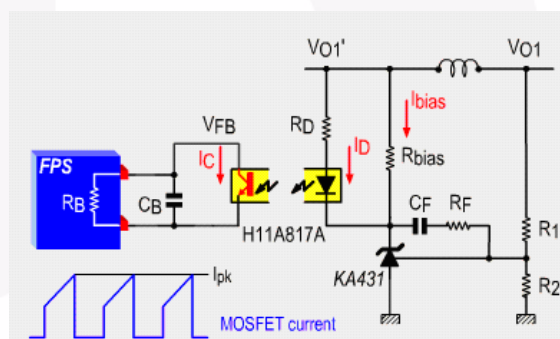 VO1'
VO1
Ibias
VFB
RD
ID
Rbias
FPS
IC
CF
RF
RB
CB
H11A817A
R1
KA431
R2
Ipk
MOSFET current